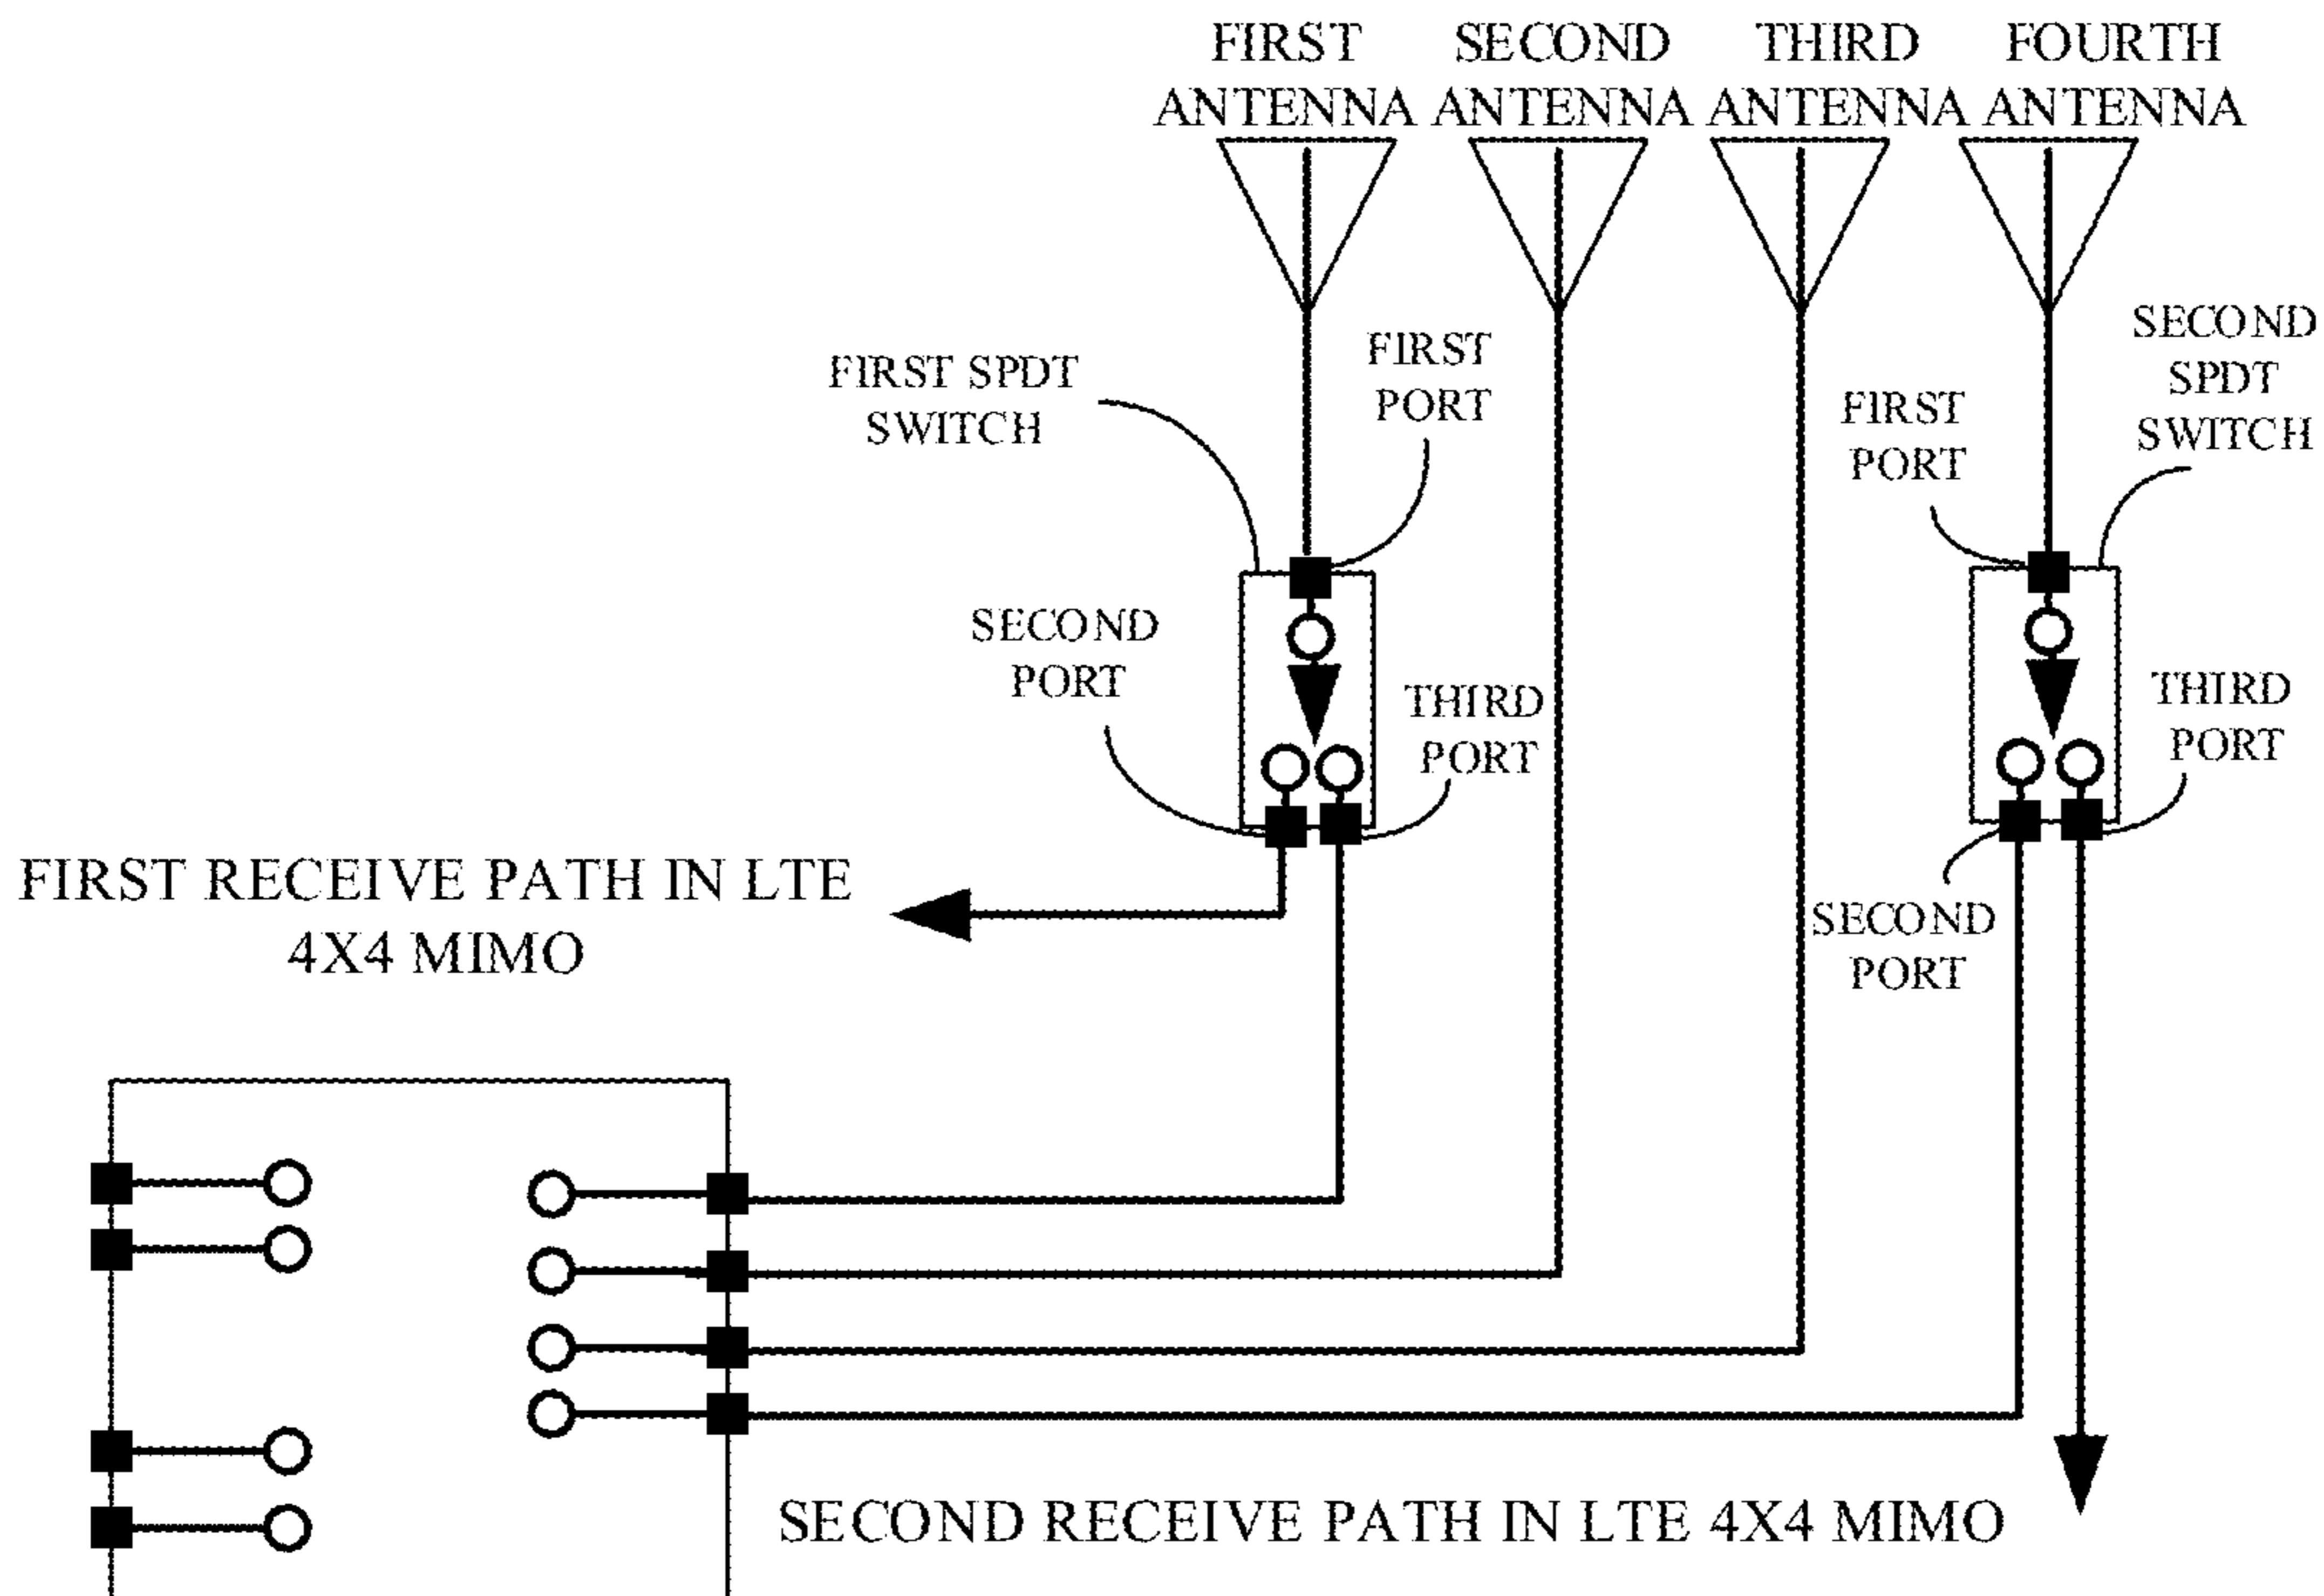 FIRST
ANTENNA
SECOND
ANTENNA
THIRD
ANTENNA
FOURTH
ANTENNA
FIRST SPDT
SWITCH
FIRST
PORT
SECOND
SPDT
SWITCH
FIRST
PORT
SECOND
PORT
THIRD
PORT
THIRD
PORT
SECOND
PORT
FIRST RECEIVE PATH IN LTE
4X4 MIMO
SECOND RECEIVE PATH IN LTE 4X4 MIMO